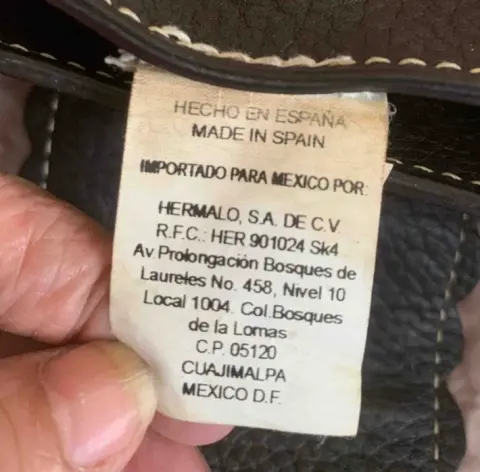 HECHO EN ESPAÑA
MADE IN SPAIN
IMPORTADO PARA MEXICO POR:
HERMALO, S.A. DE C.V.
R.F.C.: HER 901024 Sk4
Av Prolongación Bosques de
Laureles No. 458, Nivel 10
Local 1004. Col.Bosques
de la Lomas
C.P. 05120
CUAJIMALPA
MEXICO D.F.